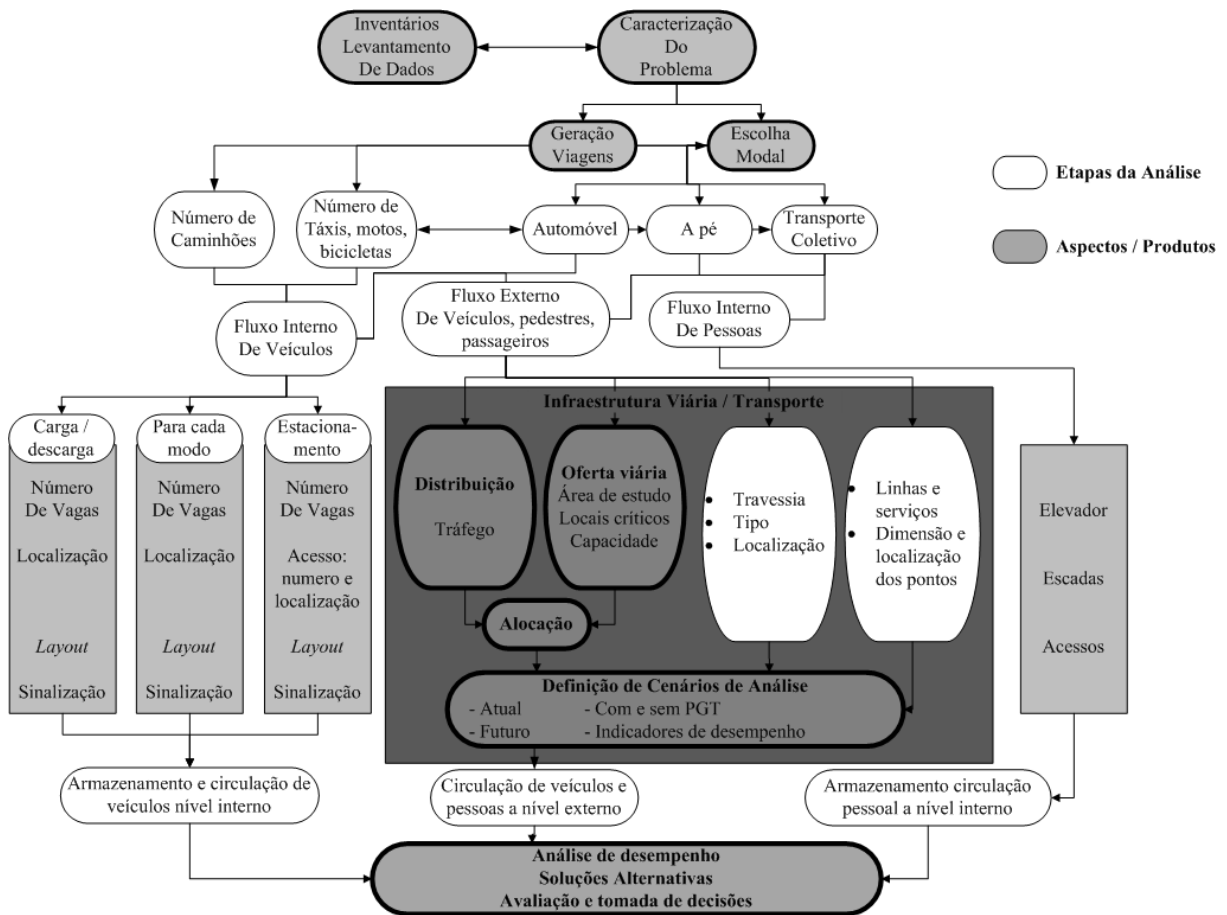 Inventários
Levantamento
De Dados
Caracterização
Do
Problema
Geração
Viagens
Escolha
Modal
Etapas da Análise
Aspectos / Produtos
Número de
Caminhões
Número de
Táxis, motos,
bicicletas
Automóvel
A pé
Transporte
Coletivo
Fluxo Interno
De Veículos
Fluxo Externo
De Veículos, pedestres,
passageiros
Fluxo Interno
De Pessoas
Carga /
descarga
Número
De Vagas
Localização
Layout
Sinalização
Para cada
modo
Número
De Vagas
Localização
Layout
Sinalização
Estaciona-
mento
Número
De Vagas
Acesso:
numero e
localização
Layout
Sinalização
Infraestrutura Viária / Transporte
Distribuição
Tráfego
Oferta viária
Área de estudo
Locais críticos
Capacidade
• Travessia
• Tipo
• Localização
• Linhas e
serviços
• Dimensão e
localização
dos pontos
Alocação
Definição de Cenários de Análise
- Atual - Com e sem PGT
- Futuro - Indicadores de desempenho
Elevador
Escadas
Acessos
Armazenamento e circulação de
veículos nível interno
Circulação de veículos e
pessoas a nível externo
Armazenamento circulação
pessoal a nível interno
Análise de desempenho
Soluções Alternativas
Avaliação e tomada de decisões